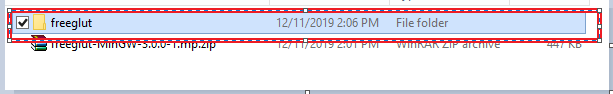 freeglut 12/11/2019 2:06 PM File folder
freeglut-MinGW-3.0.0-1.mp.zip 12/11/2019 2:01 PM WinRAR ZIP archive 447 KB